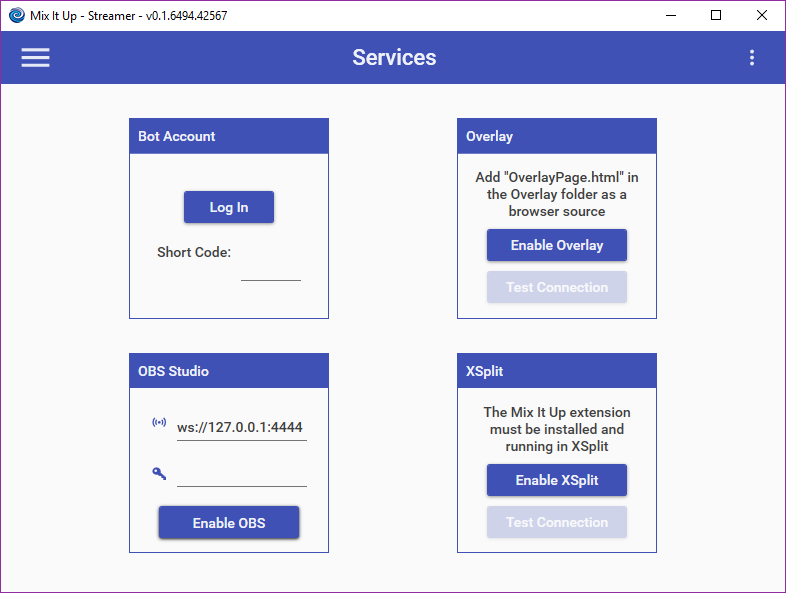 Mix It Up - Streamer - v0.1.6494.42567
Services
Bot Account
Log In
Short Code:
Overlay
Add "OverlayPage.html" in
the Overlay folder as a
browser source
Enable Overlay
Test Connection
OBS Studio
ws://127.0.0.1:4444
Enable OBS
XSplit
The Mix It Up extension
must be installed and
running in XSplit
Enable XSplit
Test Connection